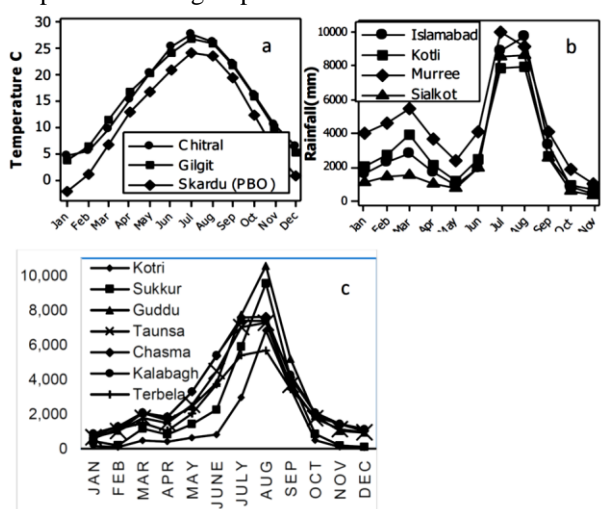 a
Temperature C
30
25
20
15
10
5
0
Chitral
Gilgit
Skardu (PBO)
Jan
Feb
Mar
Apr
May
Jun
Jul
Aug
Sep
Oct
Nov
Dec
b
Rainfall(mm)
10000
8000
6000
4000
2000
0
Islamabad
Kotli
Murree
Sialkot
Jan
Feb
Mar
Apr
May
Jun
Jul
Aug
Sep
Oct
Nov
c
10,000
8,000
6,000
4,000
2,000
0
Kotri
Sukkur
Guddu
Taunsa
Chasma
Kalabagh
Terbela
JAN
FEB
MAR
APR
MAY
JUNE
JULY
AUG
SEP
OCT
NOV
DEC